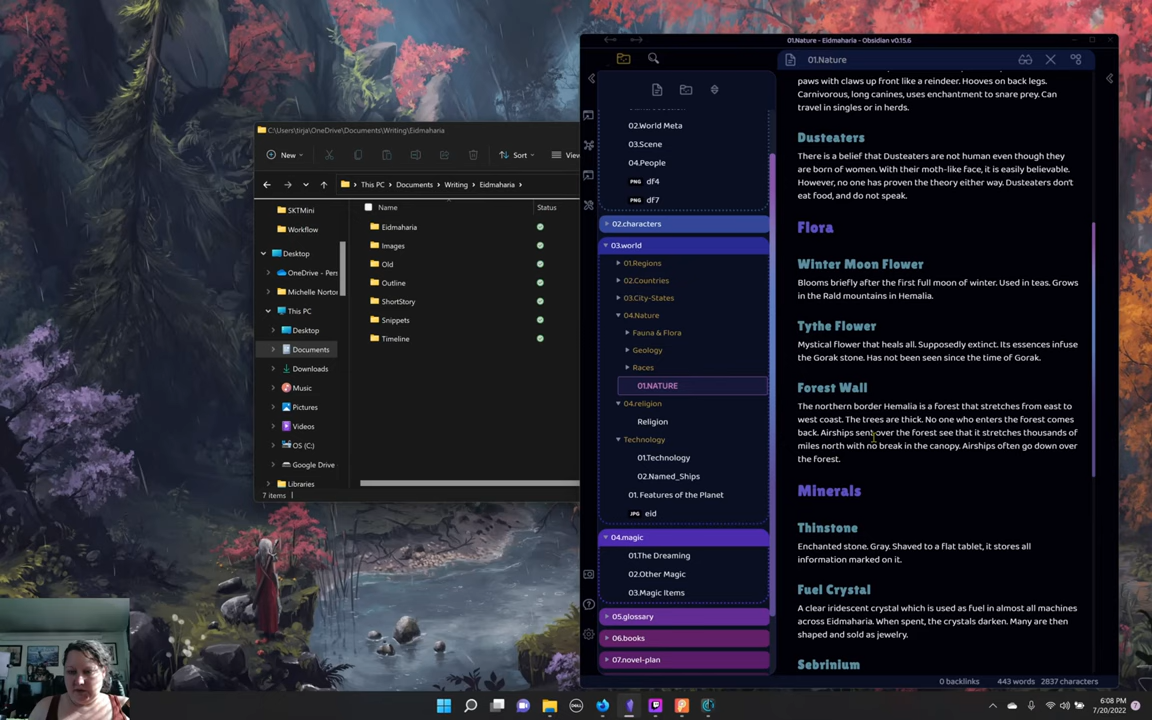 C:\Users\tirja\OneDrive\Documents\Writing\Eidmaharia
New
Sort
View
This PC > Documents > Writing > Eidmaharia >
Name
Status
SKTMini
Workflow
Desktop
OneDrive - Pers
Michelle Norton
This PC
Desktop
Documents
Downloads
Music
Pictures
Videos
OS (C:)
Google Drive
Libraries
Eidmaharia
Images
Old
Outline
ShortStory
Snippets
Timeline
7 items
01.Nature - Eidmaharia - Obsidian v0.15.6
02.World Meta
03.Scene
04.People
PNG df4
PNG df7
02.characters
03.world
01.Regions
02.Countries
03.City-States
04.Nature
Fauna & Flora
Geology
Races
01.NATURE
04.religion
Religion
Technology
01.Technology
02.Named_Ships
01. Features of the Planet
JPG eid
04.magic
01.The Dreaming
02.Other Magic
03.Magic Items
05.glossary
06.books
07.novel-plan
01.Nature
paws with claws up front like a reindeer. Hooves on back legs.
Carnivorous, long canines, uses enchantment to snare prey. Can
travel in singles or in herds.
Dusteaters
There is a belief that Dusteaters are not human even though they
are born of women. With their moth-like face, it is easily believable.
However, no one has proven the theory either way. Dusteaters don't
eat food, and do not speak.
Flora
Winter Moon Flower
Blooms briefly after the first full moon of winter. Used in teas. Grows
in the Rald mountains in Hemalia.
Tythe Flower
Mystical flower that heals all. Supposedly extinct. Its essences infuse
the Gorak stone. Has not been seen since the time of Gorak.
Forest Wall
The northern border Hemalia is a forest that stretches from east to
west coast. The trees are thick. No one who enters the forest comes
back. Airships sent over the forest see that it stretches thousands of
miles north with no break in the canopy. Airships often go down over
the forest.
Minerals
Thinstone
Enchanted stone. Gray. Shaved to a flat tablet, it stores all
information marked on it.
Fuel Crystal
A clear iridescent crystal which is used as fuel in almost all machines
across Eidmaharia. When spent, the crystals darken. Many are then
shaped and sold as jewelry.
Sebrinium
0 backlinks 443 words 2837 characters
DELL
6:08 PM
7/20/2022